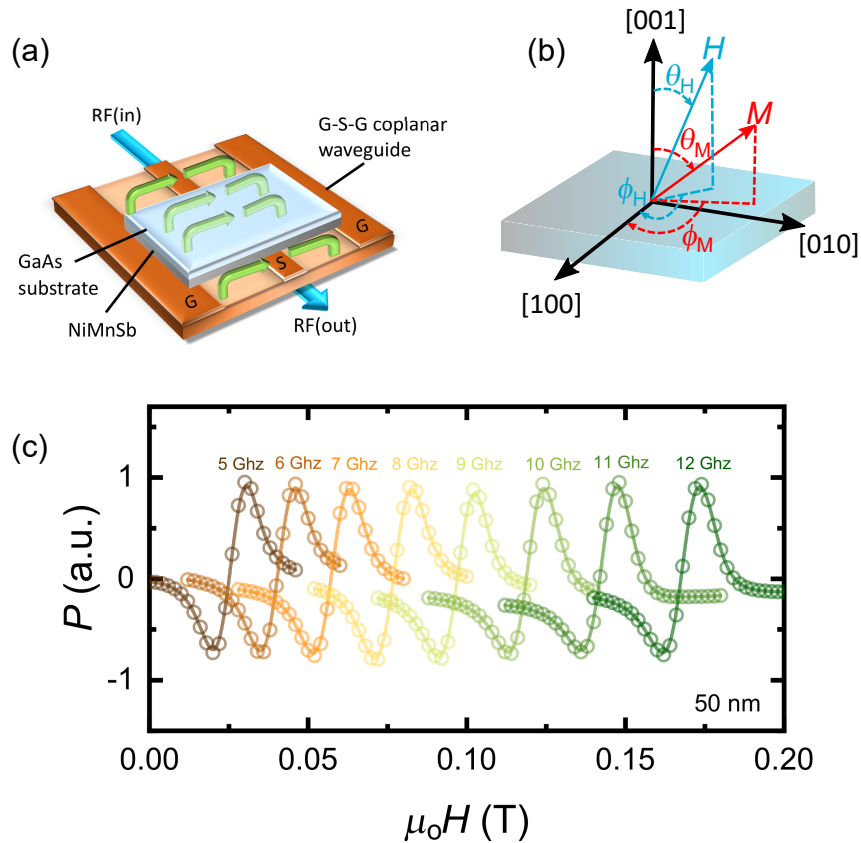 (a)
RF(in)
G-S-G coplanar
waveguide
GaAs
substrate
NiMnSb
G
S
G
RF(out)
(b)
[001]
H
θH
M
θM
ϕH
ϕM
[010]
[100]
(c)
5 Ghz 6 Ghz 7 Ghz 8 Ghz 9 Ghz 10 Ghz 11 Ghz 12 Ghz
1
0
-1
P (a.u.)
50 nm
0.00 0.05 0.10 0.15 0.20
μoH (T)